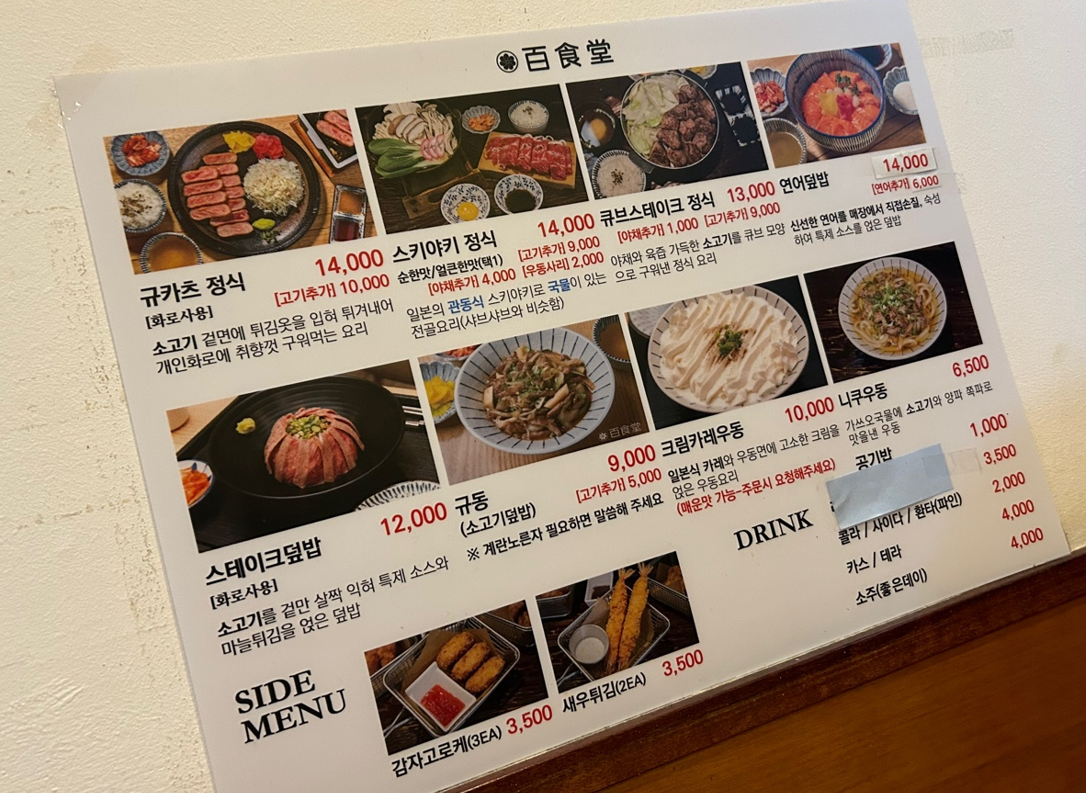 百食堂
규카츠 정식
14,000
[화로사용]
[고기추가] 10,000
소고기 겉면에 튀김옷을 입혀 튀겨내어
개인화로에 취향껏 구워먹는 요리
스키야키 정식
14,000
순한맛/얼큰한맛(택1)
[고기추가] 9,000
[야채추가] 4,000 [우동사리] 2,000
일본의 관동식 스키야키로 국물이 있는
전골요리(샤브샤브와 비슷함)
큐브스테이크 정식
13,000
[야채추가] 1,000 [고기추가] 9,000
야채와 육즙 가득한 소고기를 큐브 모양
으로 구워낸 정식 요리
연어덮밥
14,000
[연어추가] 6,000
신선한 연어를 매장에서 직접손질, 숙성
하여 특제 소스를 얹은 덮밥
스테이크덮밥
12,000
[화로사용]
소고기를 겉만 살짝 익혀 특제 소스와
마늘튀김을 얹은 덮밥
百食堂
규동
9,000
(소고기덮밥)
[고기추가] 5,000
※ 계란노른자 필요하면 말씀해 주세요
크림카레우동
10,000
일본식 카레와 우동면에 고소한 크림을
얹은 우동요리
(매운맛 가능-주문시 요청해주세요)
니쿠우동
6,500
가쓰오국물에 소고기와 양파 쪽파로
맛을낸 우동
SIDE
MENU
감자고로케(3EA) 3,500
새우튀김(2EA) 3,500
DRINK
공기밥 1,000
3,500
콜라 / 사이다 / 환타(파인) 2,000
카스 / 테라 4,000
소주(좋은데이) 4,000